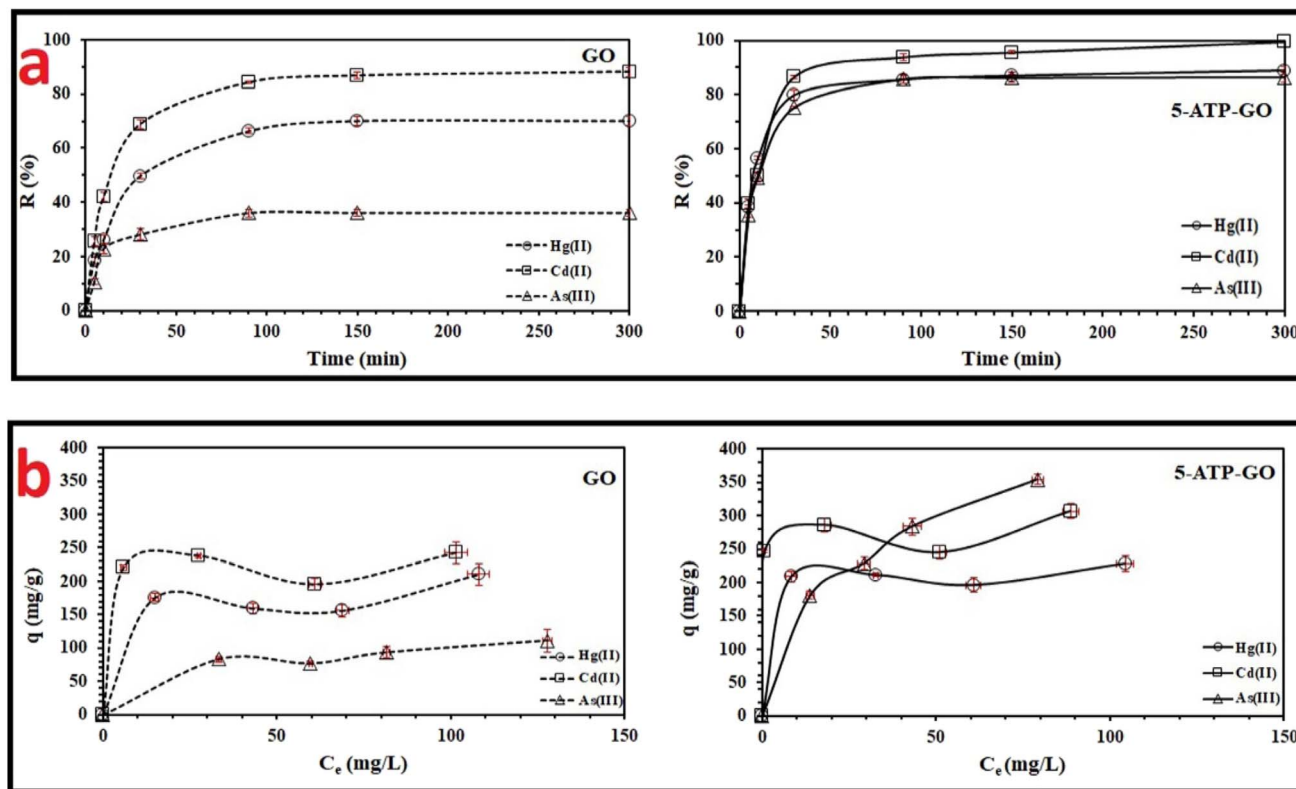 a
100
80
60
40
20
0
R (%)
GO
Hg(II)
Cd(II)
As(III)
0 50 100 150 200 250 300
Time (min)
100
80
60
40
20
0
R (%)
5-ATP-GO
Hg(II)
Cd(II)
As(III)
0 50 100 150 200 250 300
Time (min)
b
400
350
300
250
200
150
100
50
0
q (mg/g)
GO
Hg(II)
Cd(II)
As(III)
0 50 100 150
Ce (mg/L)
400
350
300
250
200
150
100
50
0
q (mg/g)
5-ATP-GO
Hg(II)
Cd(II)
As(III)
0 50 100 150
Ce (mg/L)